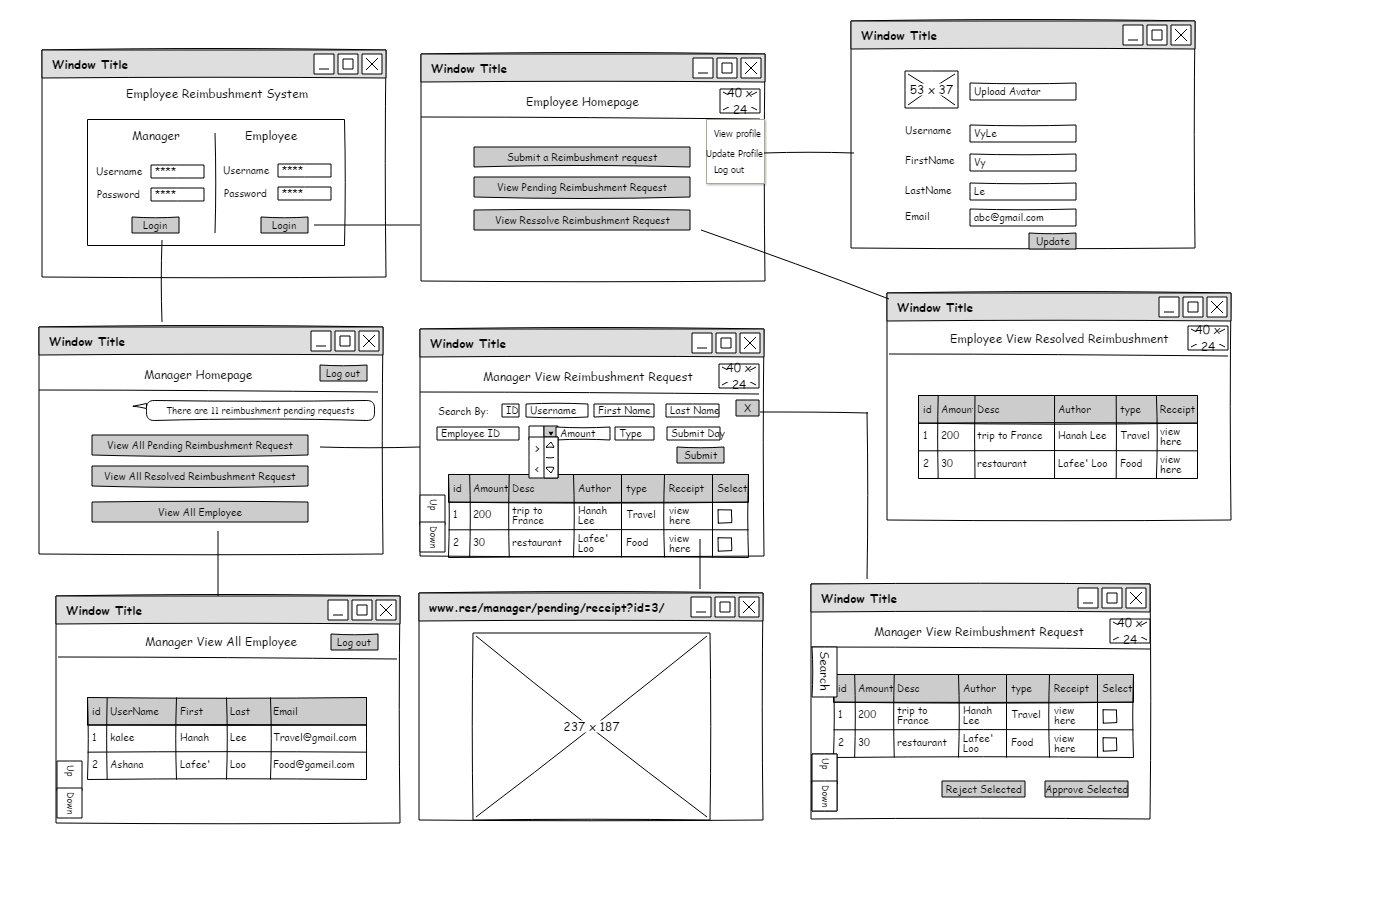 Window Title
Employee Reimbushment System
Manager
Employee
Username
****
Username
****
Password
****
Password
****
Login
Login
Window Title
Employee Homepage
40 x
24
View profile
Update Profile
Log out
Submit a Reimbushment request
View Pending Reimbushment Request
View Ressolve Reimbushment Request
Window Title
53 x 37
Upload Avatar
Username
VyLe
FirstName
Vy
LastName
Le
Email
abc@gmail.com
Update
Window Title
Manager Homepage
Log out
There are 11 reimbushment pending requests
View All Pending Reimbushment Request
View All Resolved Reimbushment Request
View All Employee
Window Title
Manager View Reimbushment Request
40 x
24
Search By:
ID
Username
First Name
Last Name
X
Employee ID
Amount
Type
Submit Day
>
<
Submit
id Amount Desc Author type Receipt Select
1 200 trip to France Hanah Lee Travel view here
2 30 restaurant Lafee' Loo Food view here
Up
Down
Window Title
Employee View Resolved Reimbushment
40 x
24
id Amoun Desc Author type Receipt
1 200 trip to France Hanah Lee Travel view here
2 30 restaurant Lafee' Loo Food view here
Window Title
Manager View All Employee
Log out
id UserName First Last Email
1 kalee Hanah Lee Travel@gmail.com
2 Ashana Lafee' Loo Food@gameil.com
Up
Down
www.res/manager/pending/receipt?id=3/
237 x 187
Window Title
Manager View Reimbushment Request
40 x
24
Search
id Amount Desc Author type Receipt Select
1 200 trip to France Hanah Lee Travel view here
2 30 restaurant Lafee' Loo Food view here
Up
Down
Reject Selected
Approve Selected